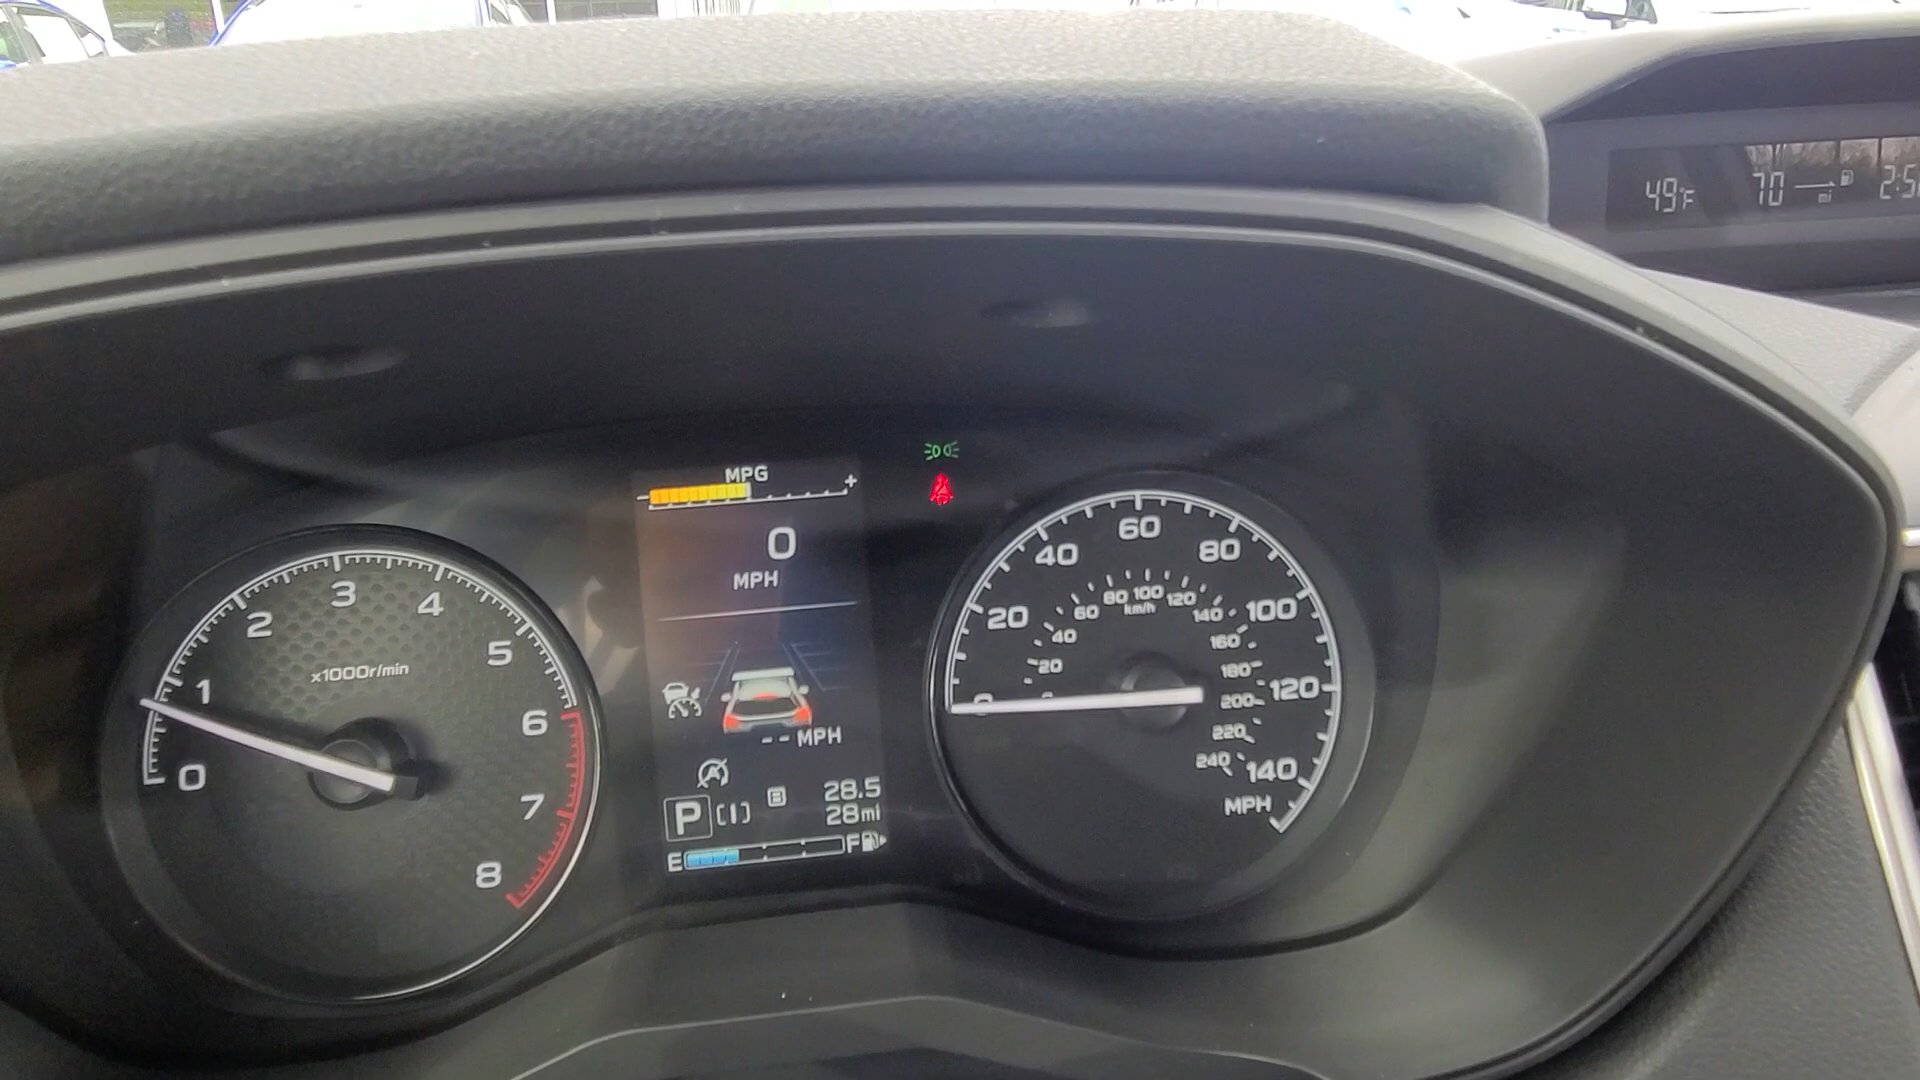 49°F 70 mi
MPG
- +
0
MPH
-- MPH
B 28.5
P 28mi
E F
0 1 2 3 4 5 6 7 8
x1000r/min
0 20 40 60 80 100 120 140
MPH
20 40 60 80 100 120 140 160 180 200 220 240
km/h